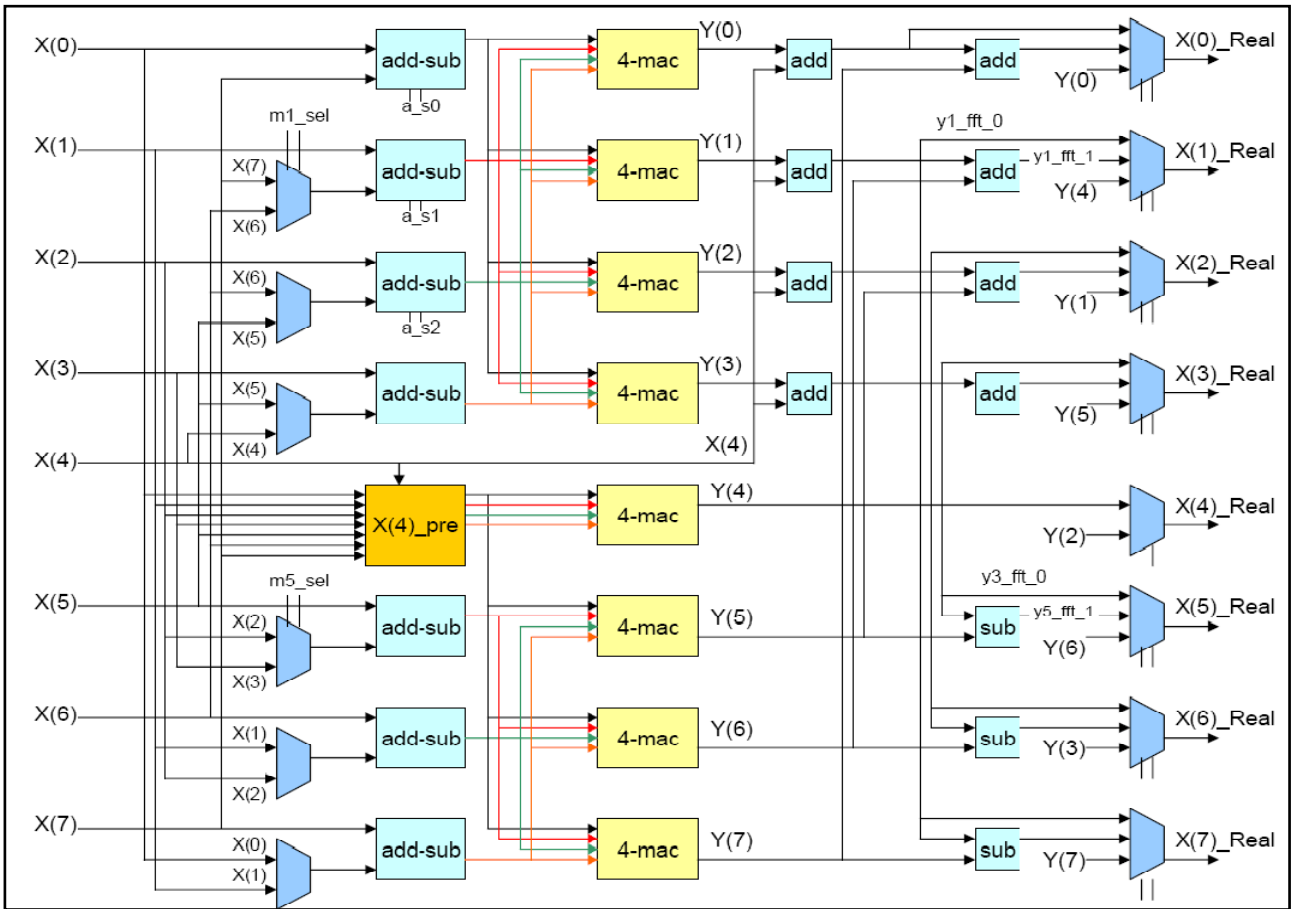 X(0)
add-sub
a_s0
4-mac
Y(0)
add
add
Y(0)
X(0)_Real
m1_sel
X(1)
X(7)
X(6)
add-sub
a_s1
4-mac
Y(1)
add
y1_fft_0
add
y1_fft_1
Y(4)
X(1)_Real
X(2)
X(6)
X(5)
add-sub
a_s2
4-mac
Y(2)
add
add
Y(1)
X(2)_Real
X(3)
X(5)
X(4)
add-sub
4-mac
Y(3)
add
add
Y(5)
X(3)_Real
X(4)
X(4)
X(4)_pre
4-mac
Y(4)
Y(2)
X(4)_Real
m5_sel
X(5)
X(2)
X(3)
add-sub
4-mac
Y(5)
y3_fft_0
sub
y5_fft_1
Y(6)
X(5)_Real
X(6)
X(1)
X(2)
add-sub
4-mac
Y(6)
sub
Y(3)
X(6)_Real
X(7)
X(0)
X(1)
add-sub
4-mac
Y(7)
sub
Y(7)
X(7)_Real